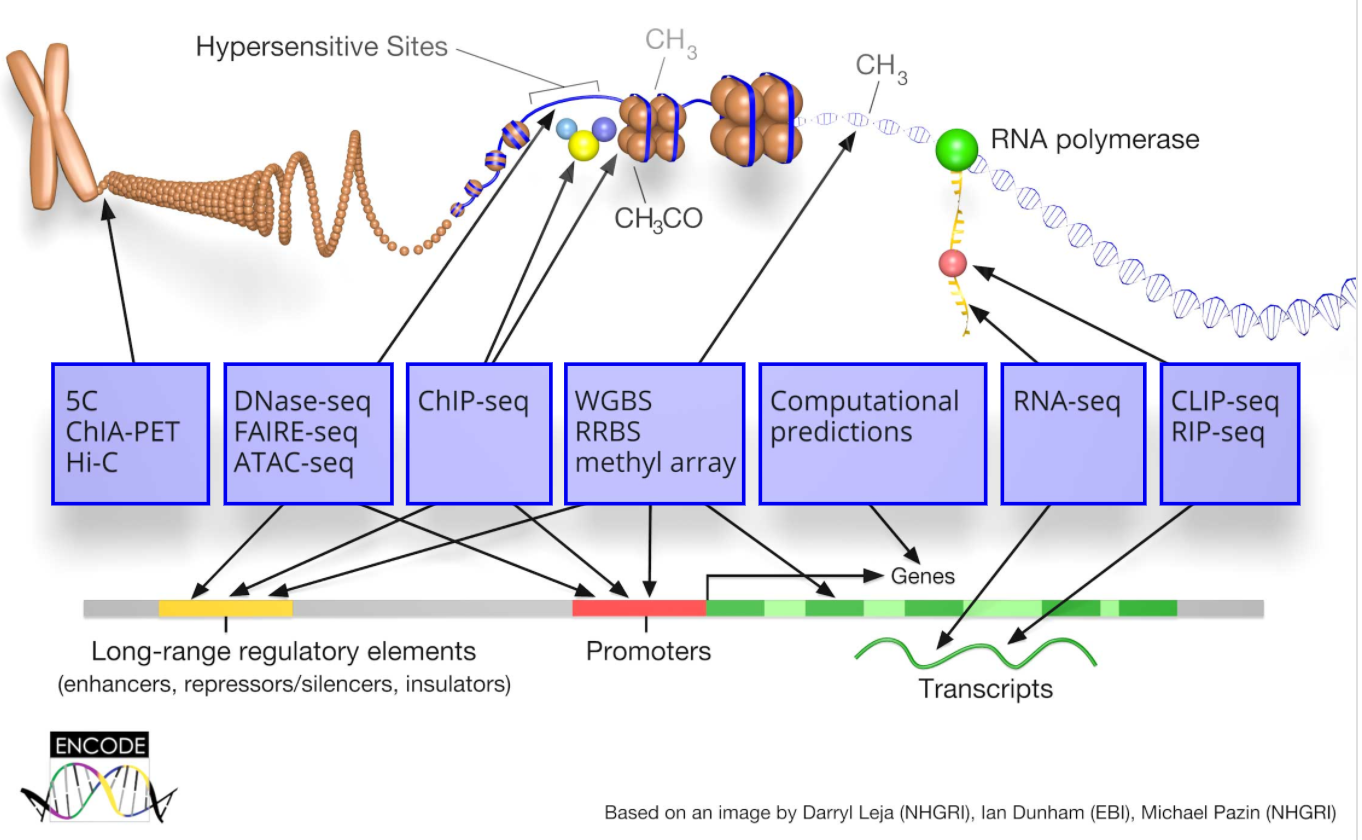 Hypersensitive Sites
CH3
CH3
RNA polymerase
CH3CO
5C
ChIA-PET
Hi-C
DNase-seq
FAIRE-seq
ATAC-seq
ChIP-seq
WGBS
RRBS
methyl array
Computational
predictions
RNA-seq
CLIP-seq
RIP-seq
Genes
Long-range regulatory elements
(enhancers, repressors/silencers, insulators)
Promoters
Transcripts
ENCODE
Based on an image by Darryl Leja (NHGRI), Ian Dunham (EBI), Michael Pazin (NHGRI)